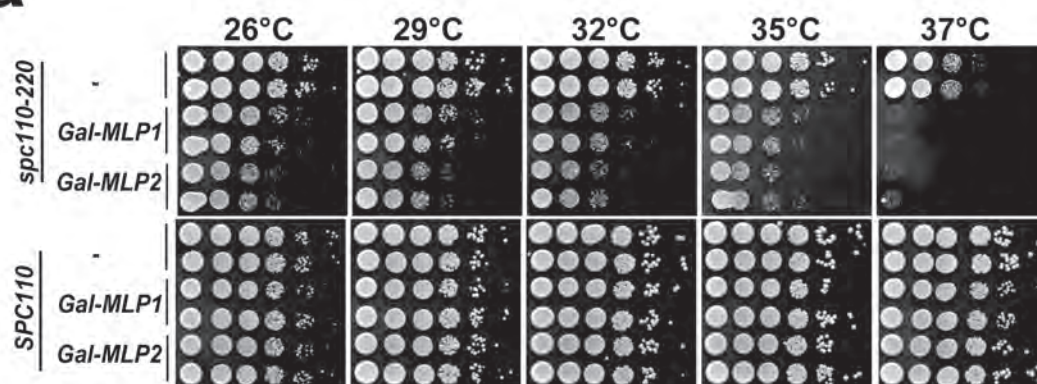 26°C 29°C 32°C 35°C 37°C
spc110-220
-
Gal-MLP1
Gal-MLP2
SPC110
-
Gal-MLP1
Gal-MLP2